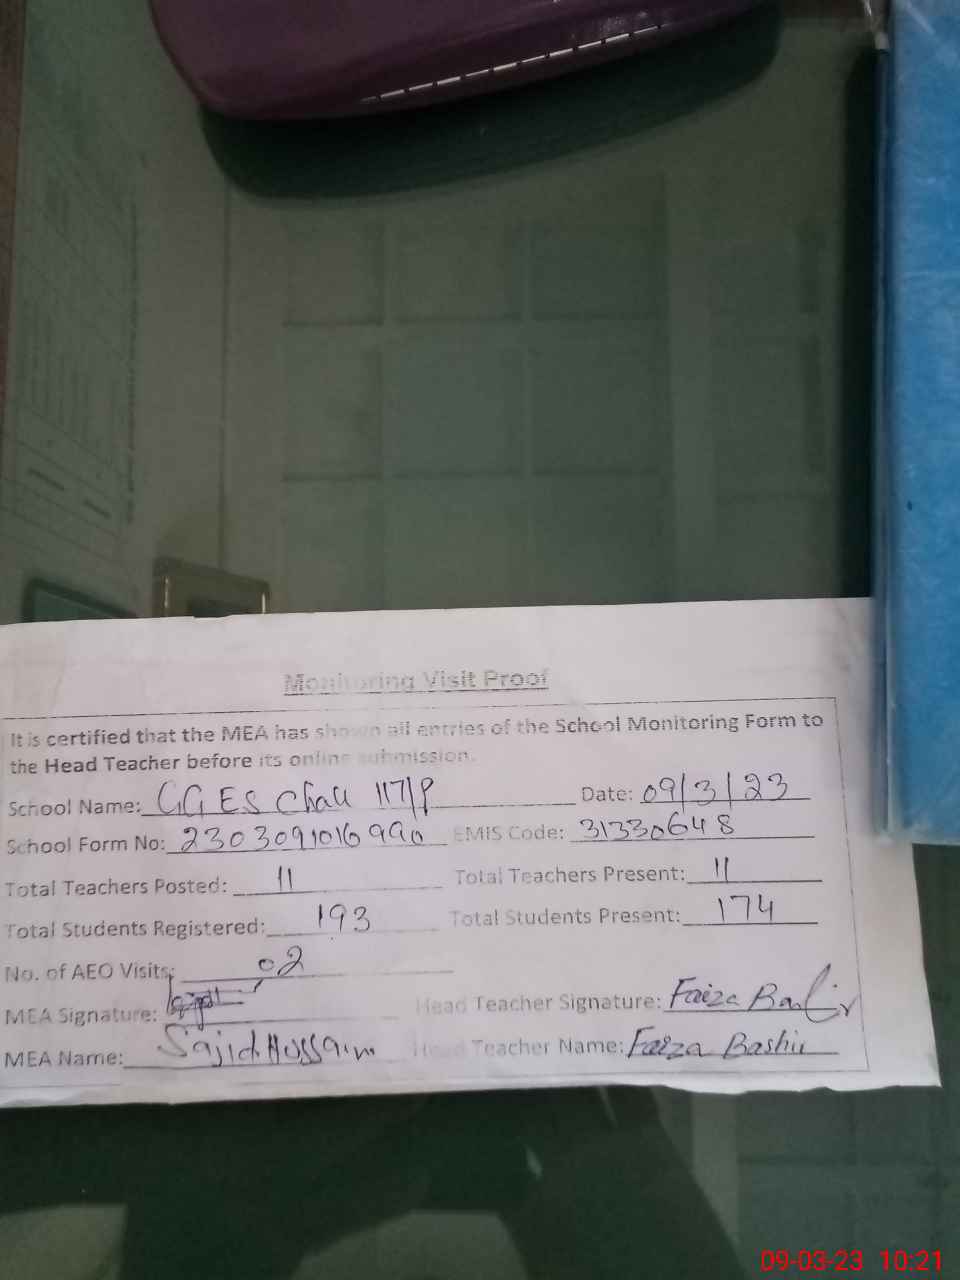 Monitoring Visit Proof
It is certified that the MEA has shown all entries of the School Monitoring Form to
the Head Teacher before its online submission.
School Name: GGES Chak 117/P Date: 09/3/23
School Form No: 2303091016990 EMIS Code: 31330648
Total Teachers Posted: 11 Total Teachers Present: 11
Total Students Registered: 193 Total Students Present: 174
No. of AEO Visits: 02
MEA Signature: Head Teacher Signature: Faiza Bashir
MEA Name: Sajid Hussain Head Teacher Name: Faiza Bashir
09-03-23 10:21